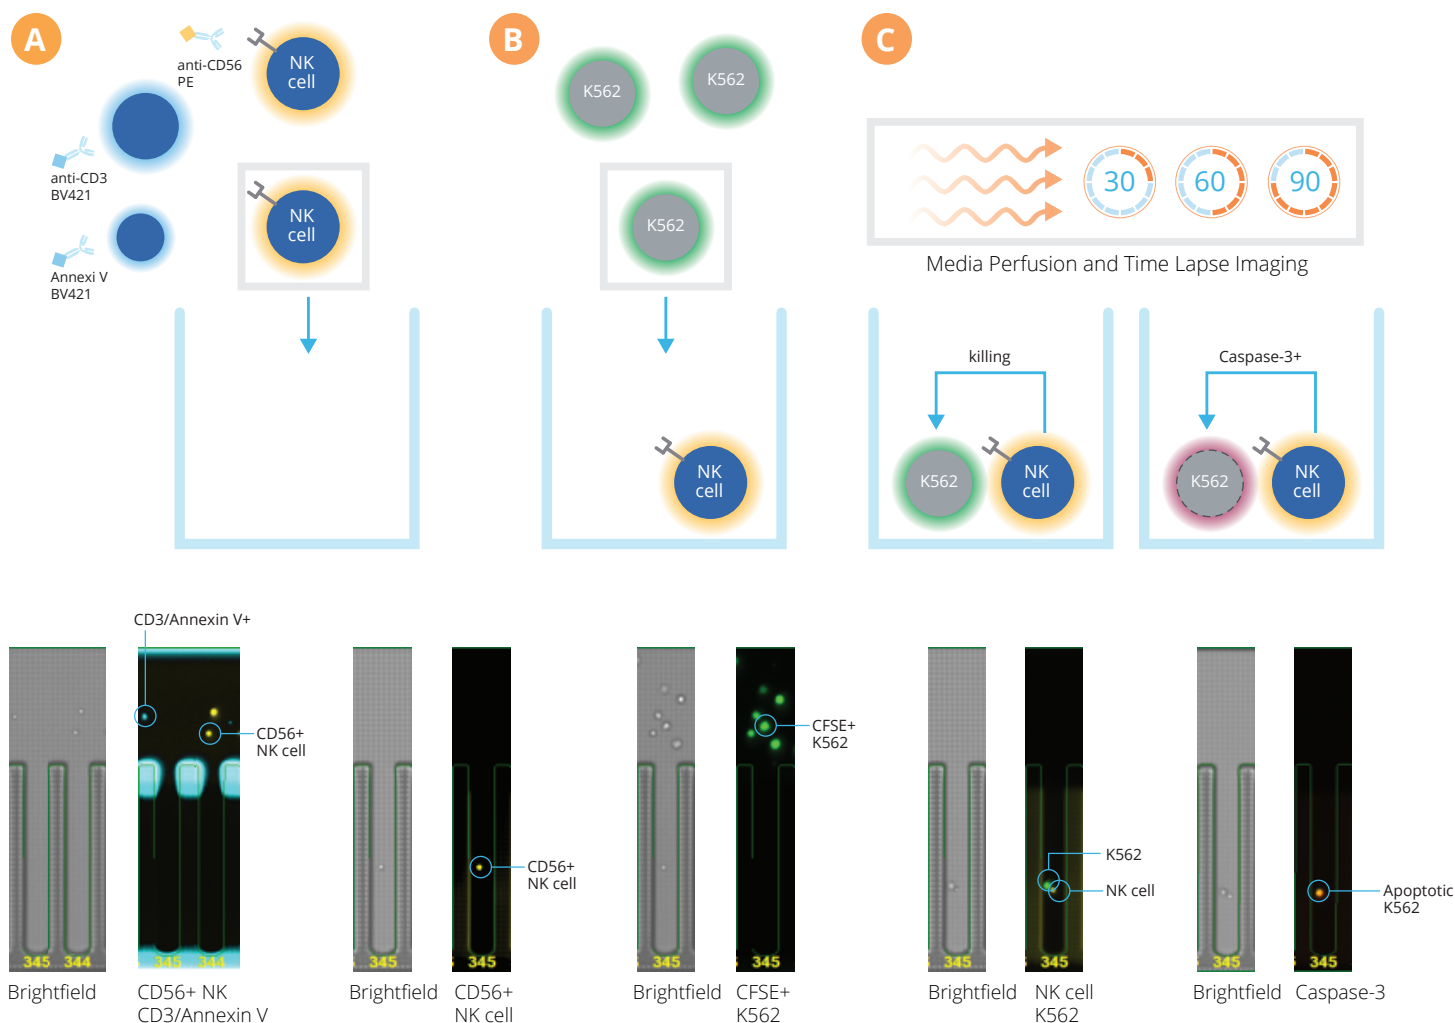 A
B
C
anti-CD56
PE
NK
cell
anti-CD3
BV421
NK
cell
Annexi V
BV421
K562
K562
K562
NK
cell
30
60
90
Media Perfusion and Time Lapse Imaging
killing
K562
NK
cell
Caspase-3+
K562
NK
cell
CD3/Annexin V+
CD56+
NK cell
345 344
345 344
Brightfield
CD56+ NK
CD3/Annexin V
CD56+
NK cell
345
345
Brightfield
CD56+
NK cell
CFSE+
K562
345
345
Brightfield
CFSE+
K562
K562
NK cell
345
345
Brightfield
NK cell
K562
Apoptotic
K562
345
345
Brightfield
Caspase-3